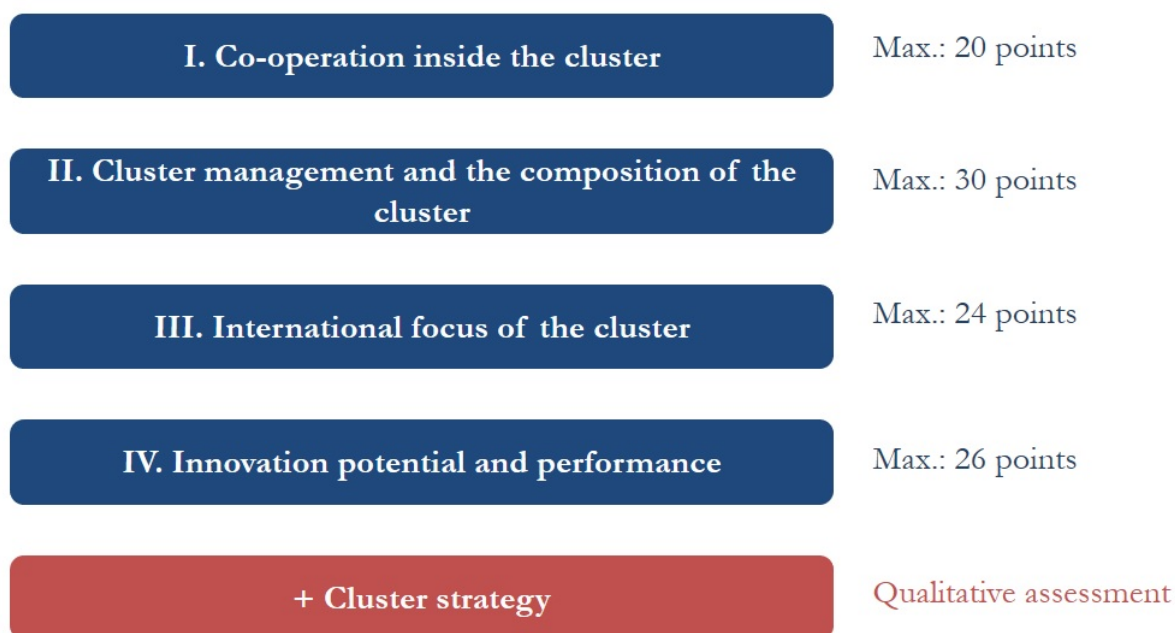 I. Co-operation inside the cluster
Max.: 20 points
II. Cluster management and the composition of the
cluster
Max.: 30 points
III. International focus of the cluster
Max.: 24 points
IV. Innovation potential and performance
Max.: 26 points
+ Cluster strategy
Qualitative assessment